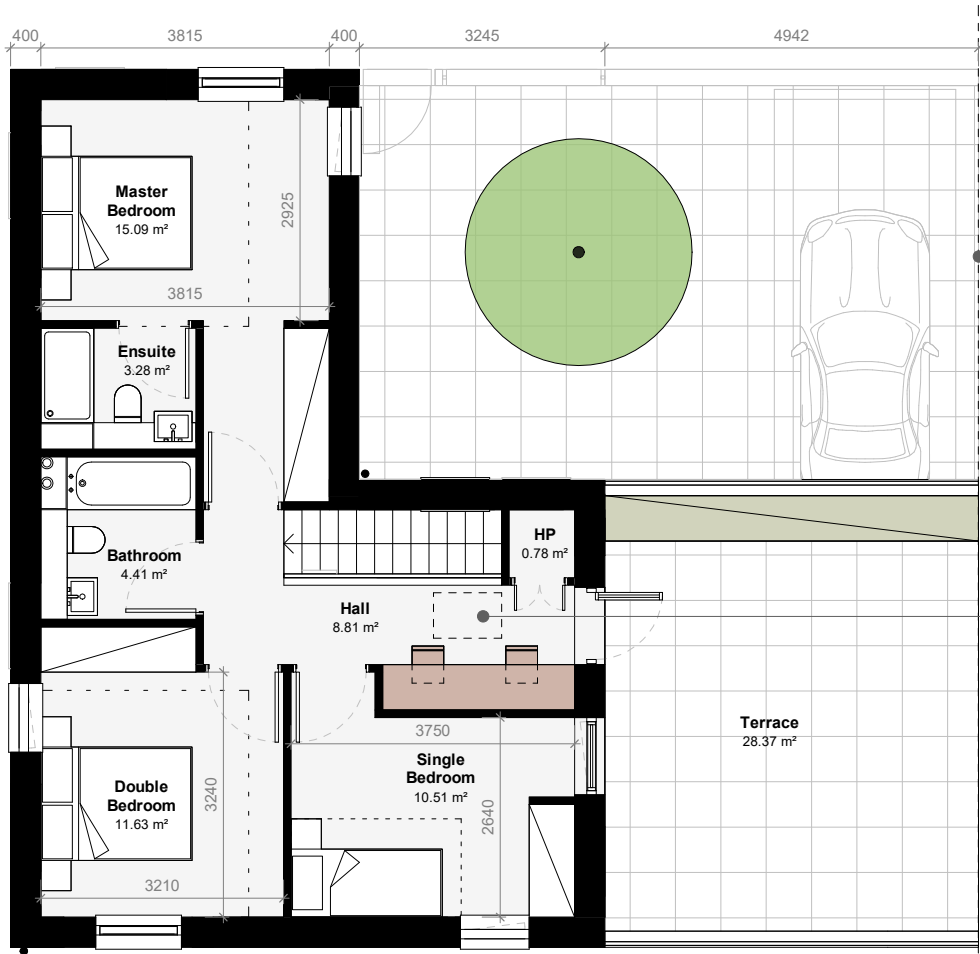 400 3815 400 3245 4942
Master
Bedroom
15.09 m²
2925
3815
Ensuite
3.28 m²
HP
0.78 m²
Bathroom
4.41 m²
Hall
8.81 m²
Terrace
28.37 m²
3750
Single
Bedroom
10.51 m²
2640
Double
Bedroom
11.63 m²
3240
3210